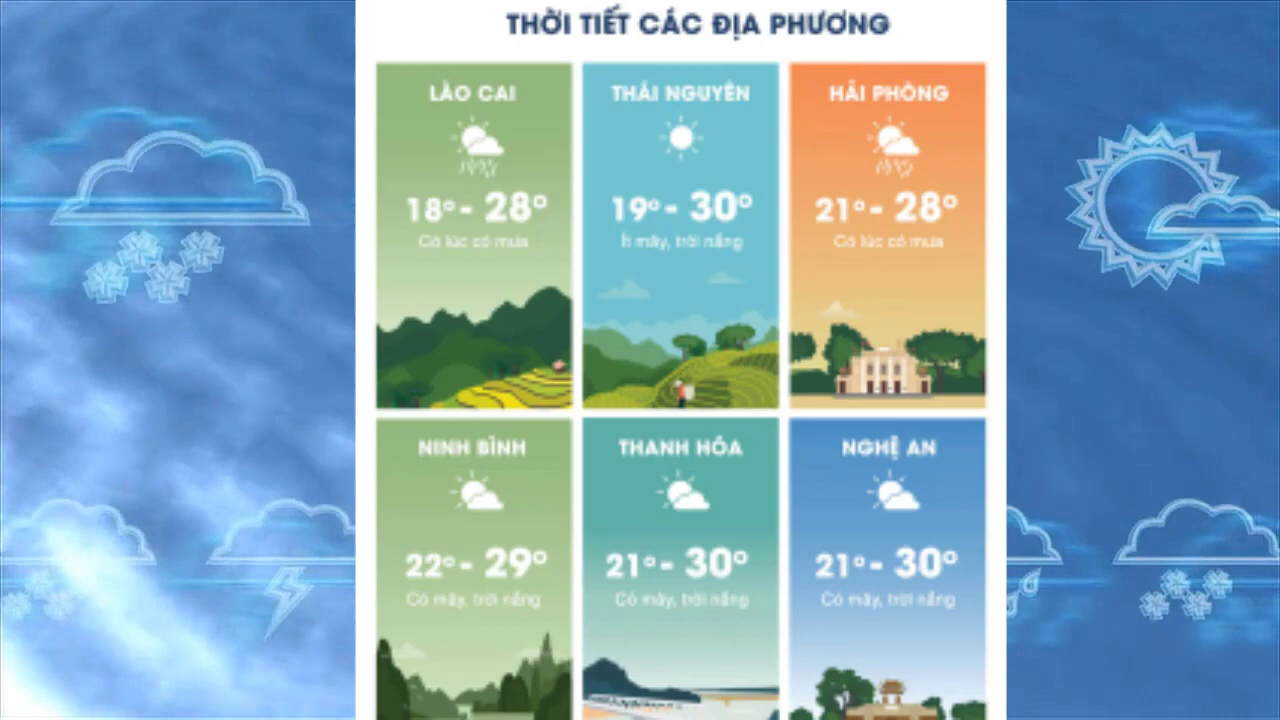 THỜI TIẾT CÁC ĐỊA PHƯƠNG
LÀO CAI
18° - 28°
Có lúc có mưa
THÁI NGUYÊN
19° - 30°
Ít mây, trời nắng
HẢI PHÒNG
21° - 28°
Có lúc có mưa
NINH BÌNH
22° - 29°
Có mây, trời nắng
THANH HÓA
21° - 30°
Có mây, trời nắng
NGHỆ AN
21° - 30°
Có mây, trời nắng